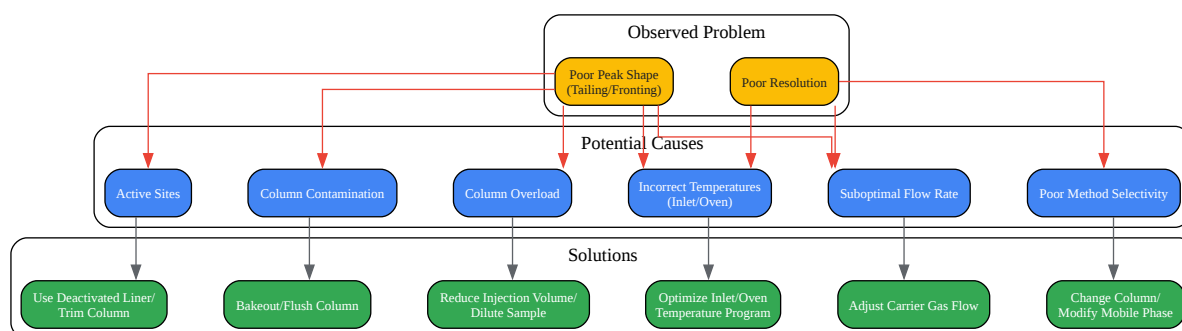 Observed Problem
Poor Peak Shape
(Tailing/Fronting)
Poor Resolution
Potential Causes
Active Sites
Column Contamination
Column Overload
Incorrect Temperatures
(Inlet/Oven)
Suboptimal Flow Rate
Poor Method Selectivity
Solutions
Use Deactivated Liner/
Trim Column
Bakeout/Flush Column
Reduce Injection Volume/
Dilute Sample
Optimize Inlet/Oven
Temperature Program
Adjust Carrier Gas Flow
Change Column/
Modify Mobile Phase